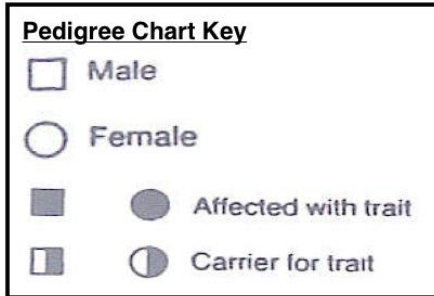 Pedigree Chart Key
Male
Female
Affected with trait
Carrier for trait